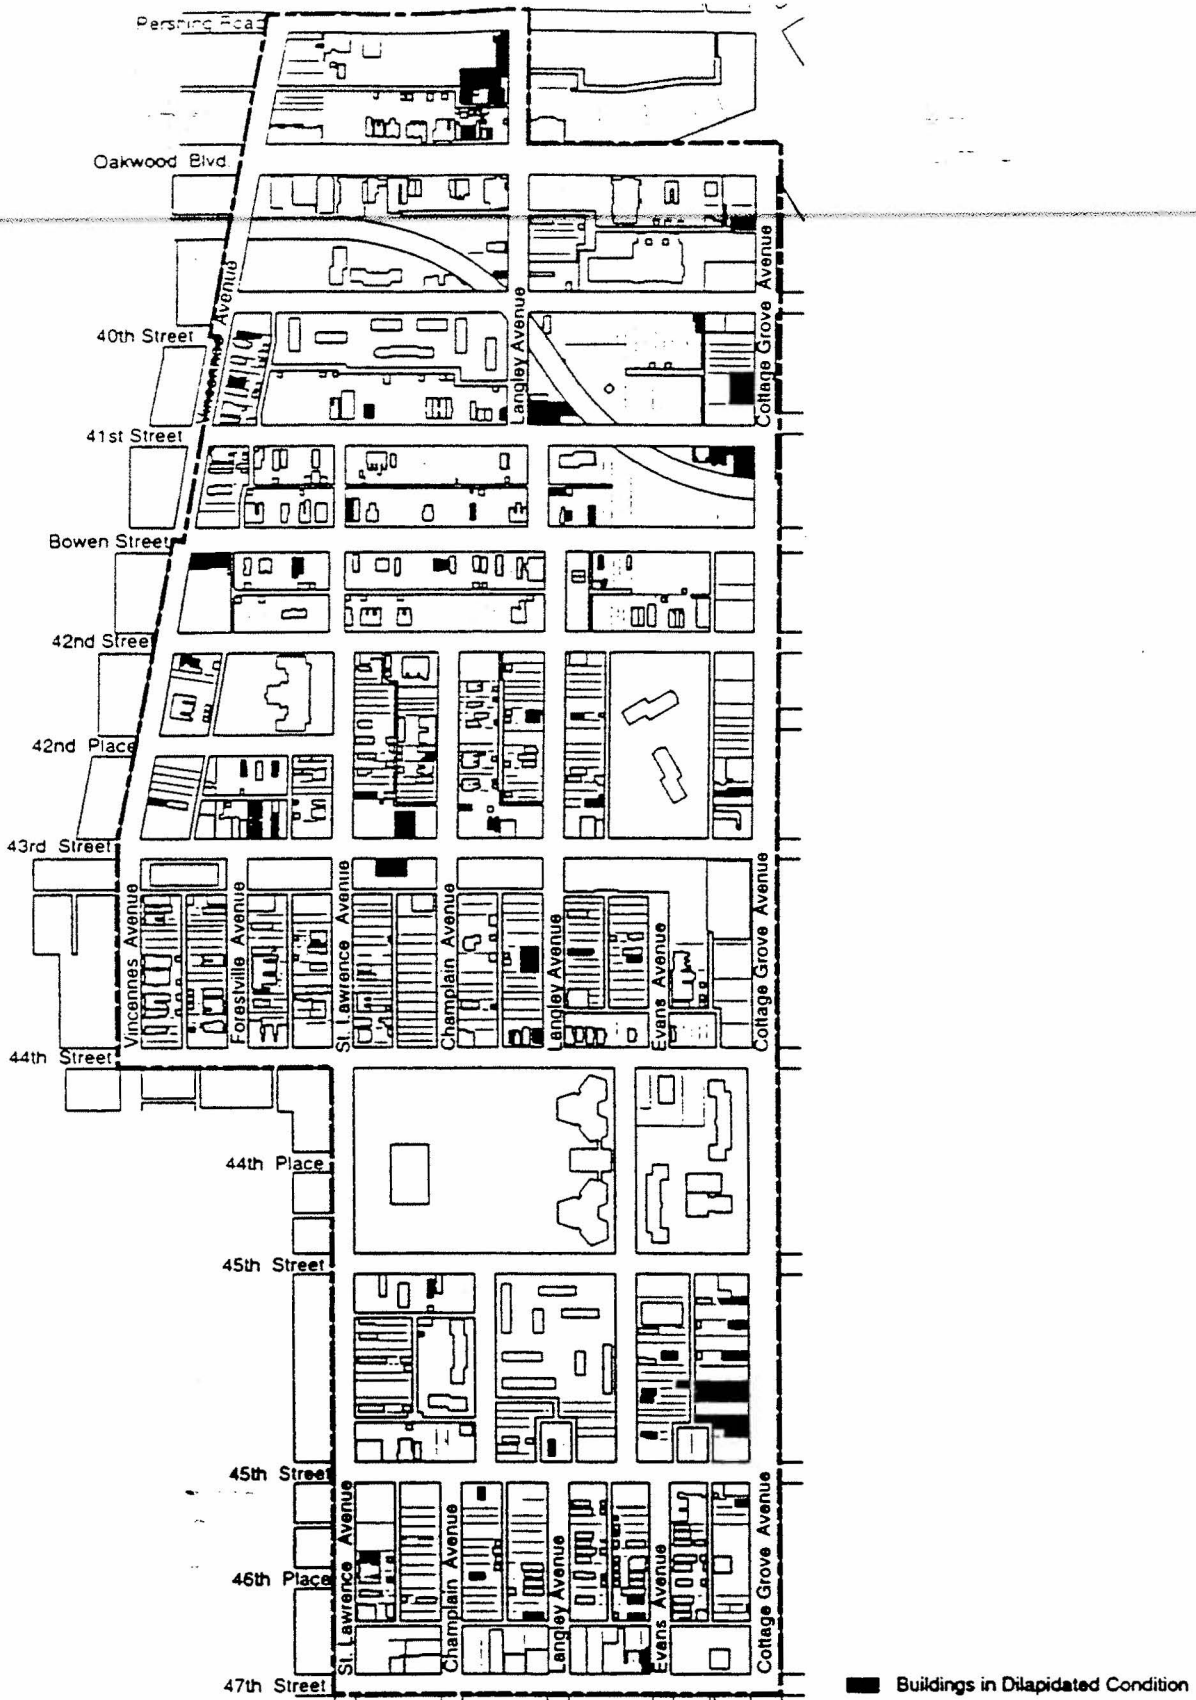 Pershing Road
Oakwood Blvd.
Vincennes Avenue
Langley Avenue
Cottage Grove Avenue
40th Street
41st Street
Bowen Street
42nd Street
42nd Place
43rd Street
Vincennes Avenue
Forestville Avenue
St. Lawrence Avenue
Champlain Avenue
Langley Avenue
Evans Avenue
Cottage Grove Avenue
44th Street
44th Place
45th Street
45th Street
St. Lawrence Avenue
Champlain Avenue
Langley Avenue
Evans Avenue
Cottage Grove Avenue
46th Place
47th Street
Buildings in Dilapidated Condition